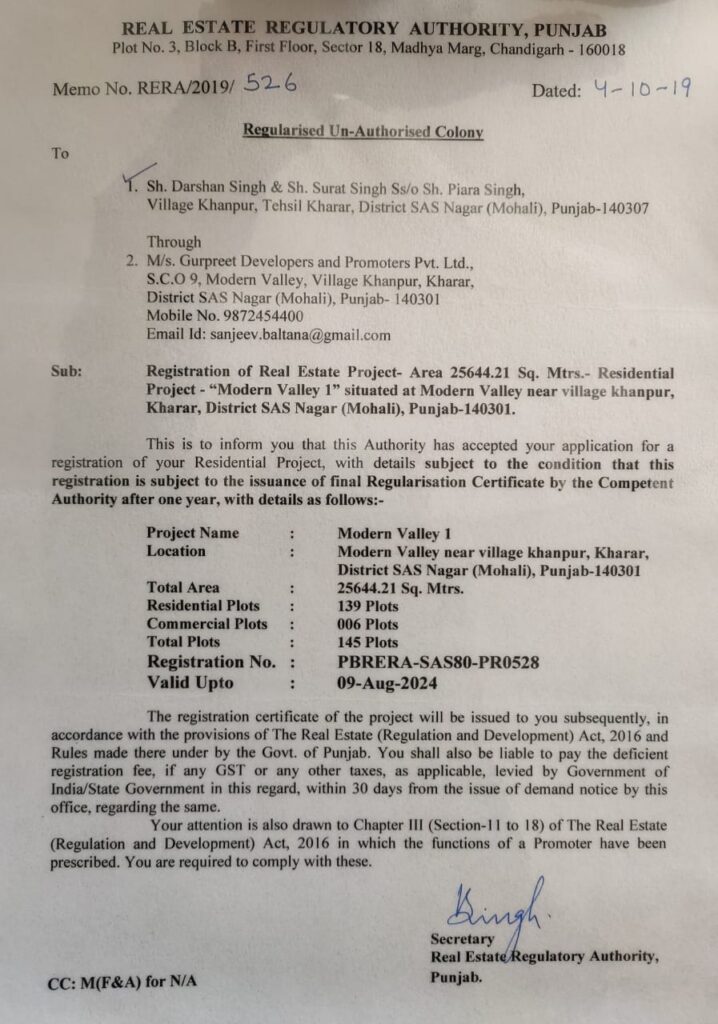 REAL ESTATE REGULATORY AUTHORITY, PUNJAB
Plot No. 3, Block B, First Floor, Sector 18, Madhya Marg, Chandigarh - 160018
Memo No. RERA/2019/ 526 Dated: 4-10-19
Regularised Un-Authorised Colony
To
1. Sh. Darshan Singh & Sh. Surat Singh Ss/o Sh. Piara Singh,
Village Khanpur, Tehsil Kharar, District SAS Nagar (Mohali), Punjab-140307
Through
2. M/s. Gurpreet Developers and Promoters Pvt. Ltd.,
S.C.O 9, Modern Valley, Village Khanpur, Kharar,
District SAS Nagar (Mohali), Punjab- 140301
Mobile No. 9872454400
Email Id: sanjeev.baltana@gmail.com
Sub: Registration of Real Estate Project- Area 25644.21 Sq. Mtrs.- Residential
Project - “Modern Valley 1” situated at Modern Valley near village khanpur,
Kharar, District SAS Nagar (Mohali), Punjab-140301.
This is to inform you that this Authority has accepted your application for a
registration of your Residential Project, with details subject to the condition that this
registration is subject to the issuance of final Regularisation Certificate by the Competent
Authority after one year, with details as follows:-
Project Name : Modern Valley 1
Location : Modern Valley near village khanpur, Kharar,
District SAS Nagar (Mohali), Punjab-140301
Total Area : 25644.21 Sq. Mtrs.
Residential Plots : 139 Plots
Commercial Plots : 006 Plots
Total Plots : 145 Plots
Registration No. : PBRERA-SAS80-PR0528
Valid Upto : 09-Aug-2024
The registration certificate of the project will be issued to you subsequently, in
accordance with the provisions of The Real Estate (Regulation and Development) Act, 2016 and
Rules made there under by the Govt. of Punjab. You shall also be liable to pay the deficient
registration fee, if any GST or any other taxes, as applicable, levied by Government of
India/State Government in this regard, within 30 days from the issue of demand notice by this
office, regarding the same.
Your attention is also drawn to Chapter III (Section-11 to 18) of The Real Estate
(Regulation and Development) Act, 2016 in which the functions of a Promoter have been
prescribed. You are required to comply with these.
Secretary
Real Estate Regulatory Authority,
Punjab.
CC: M(F&A) for N/A